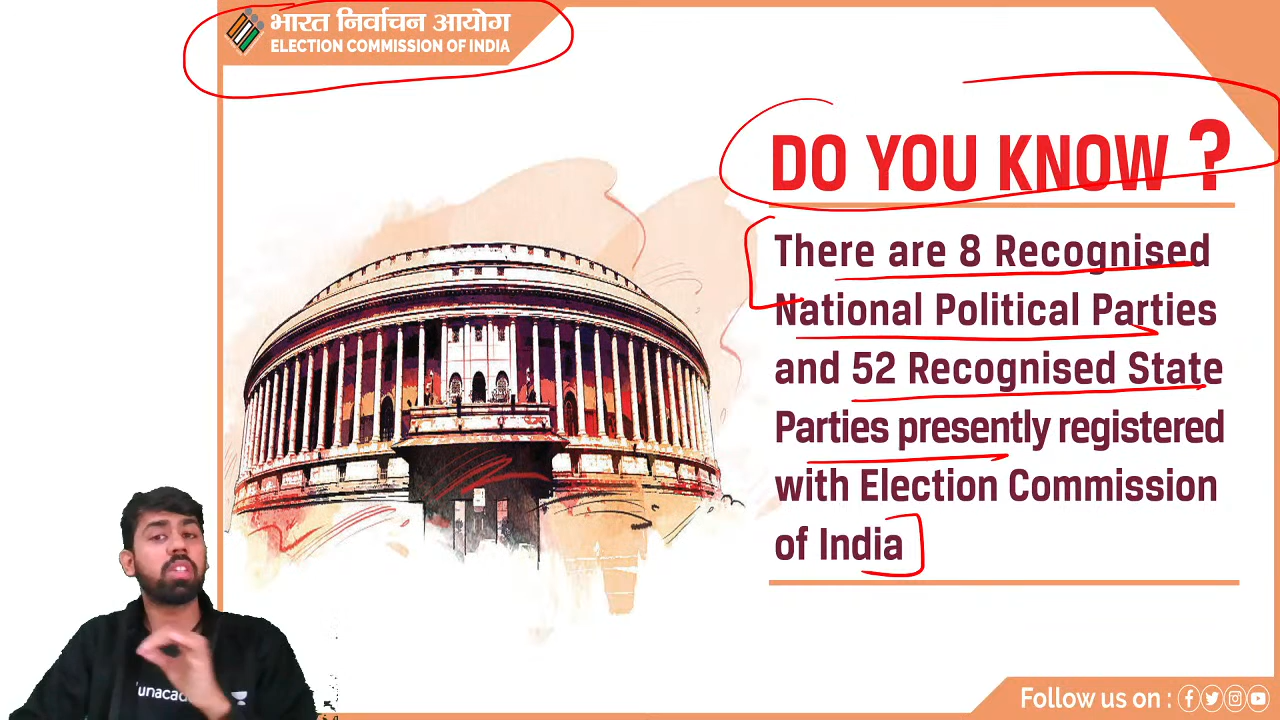 भारत निर्वाचन आयोग
ELECTION COMMISSION OF INDIA
DO YOU KNOW ?
There are 8 Recognised
National Political Parties
and 52 Recognised State
Parties presently registered
with Election Commission
of India
Follow us on :